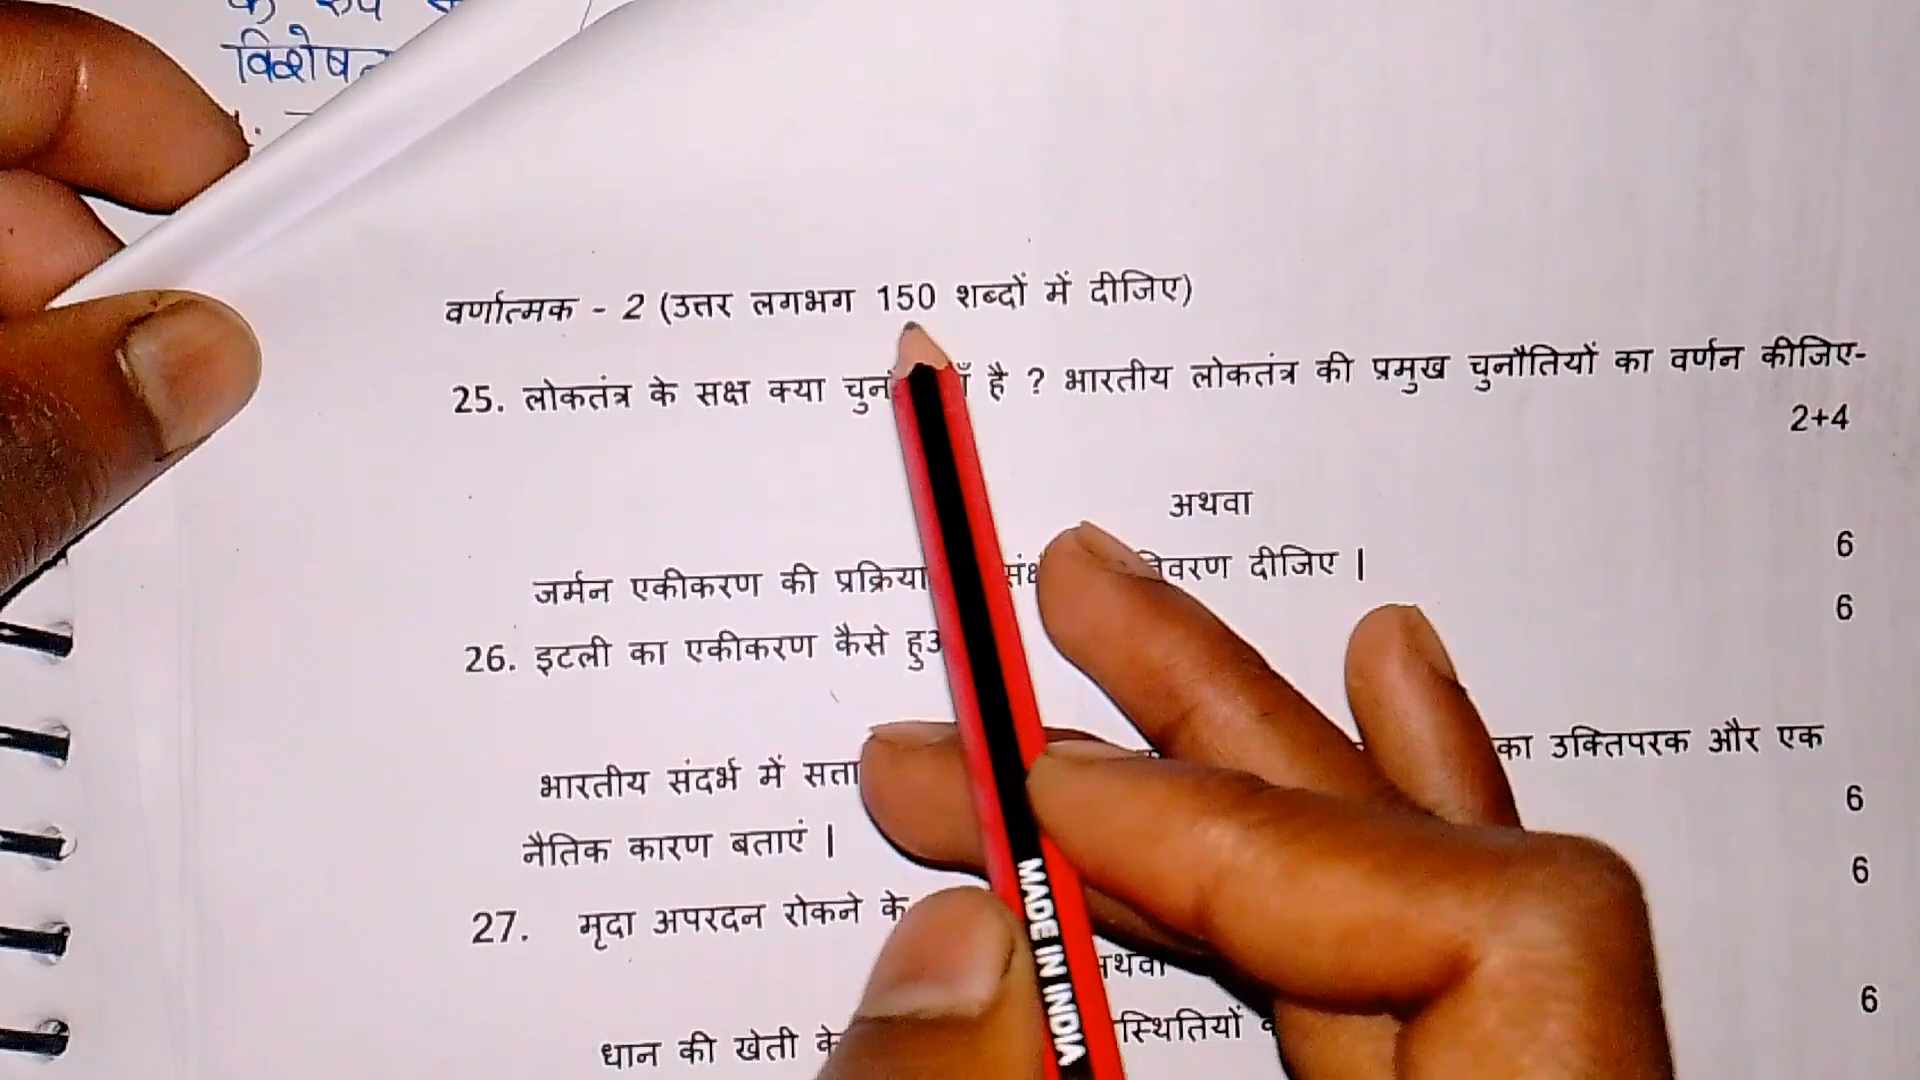 विशेषत
वर्णात्मक - 2 (उत्तर लगभग 150 शब्दों में दीजिए)
25. लोकतंत्र के सक्ष क्या है ? भारतीय लोकतंत्र की प्रमुख चुनौतियों का वर्णन कीजिए-
2+4
अथवा
जर्मन एकीकरण की प्रक्रिया विवरण दीजिए | 6
26. इटली का एकीकरण कैसे 6
भारतीय संदर्भ में का उक्तिपरक और एक
नैतिक कारण बताएं | 6
27. मृदा अपरदन रोकने के 6
अथवा
धान की खेती के स्थितियों 6
MADE IN INDIA